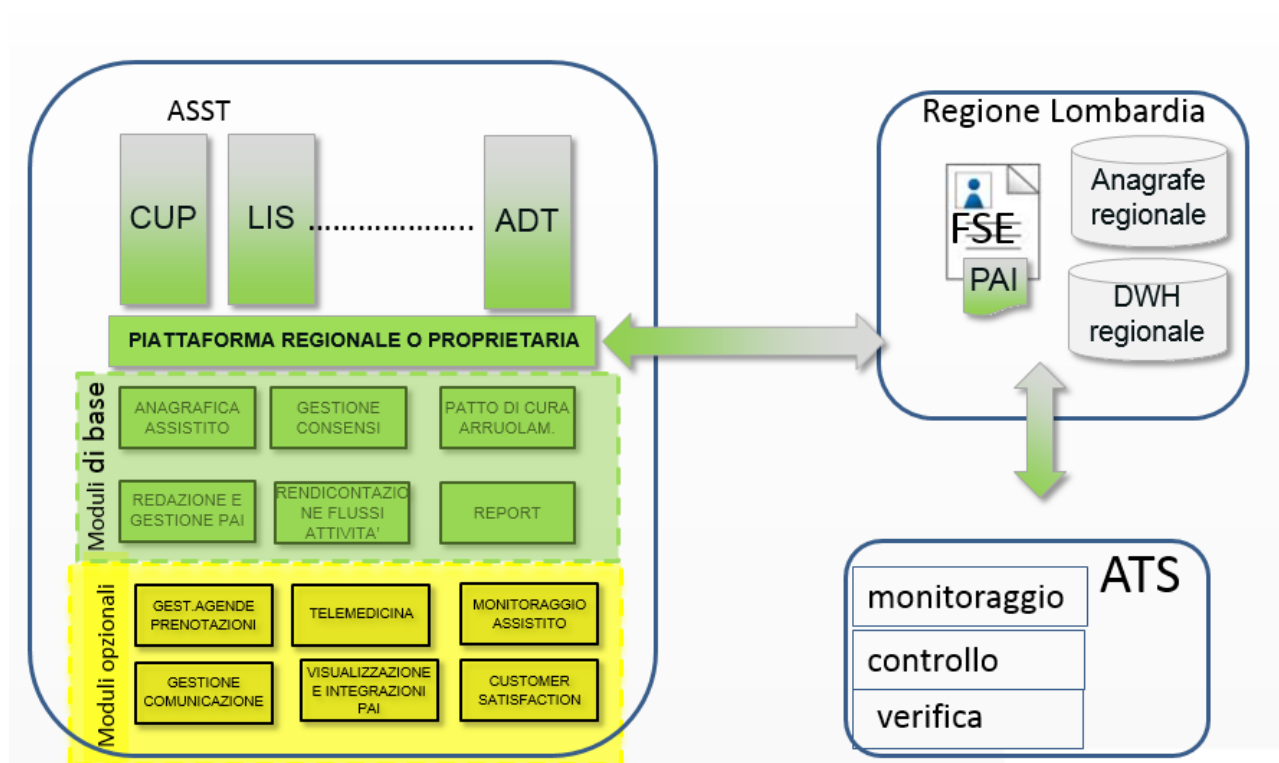 ASST
CUP
LIS
...................
ADT
PIATTAFORMA REGIONALE O PROPRIETARIA
Moduli di base
ANAGRAFICA
ASSISTITO
GESTIONE
CONSENSI
PATTO DI CURA
ARRUOLAM.
REDAZIONE E
GESTIONE PAI
RENDICONTAZIO
NE FLUSSI
ATTIVITA'
REPORT
Moduli opzionali
GEST.AGENDE
PRENOTAZIONI
TELEMEDICINA
MONITORAGGIO
ASSISTITO
GESTIONE
COMUNICAZIONE
VISUALIZZAZIONE
E INTEGRAZIONI
PAI
CUSTOMER
SATISFACTION
Regione Lombardia
FSE
PAI
Anagrafe
regionale
DWH
regionale
ATS
monitoraggio
controllo
verifica